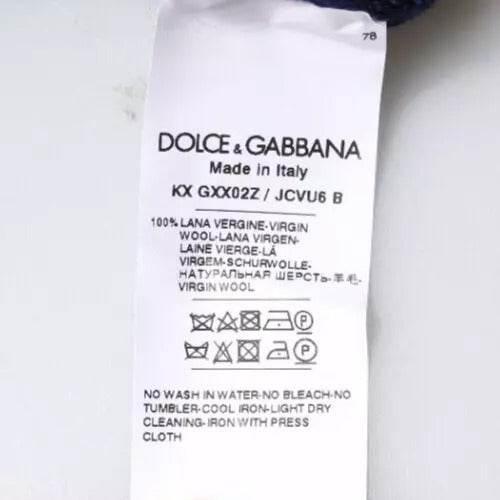 78
DOLCE & GABBANA
Made in Italy
KX GXX02Z / JCVU6 B
100% LANA VERGINE-VIRGIN
WOOL-LANA VIRGEN-
LAINE VIERGE-LÃ
VIRGEM-SCHURWOLLE-
НАТУРАЛЬНАЯ ШЕРСТЬ-羊毛-
VIRGIN WOOL
P
P
NO WASH IN WATER-NO BLEACH-NO
TUMBLER-COOL IRON-LIGHT DRY
CLEANING-IRON WITH PRESS
CLOTH